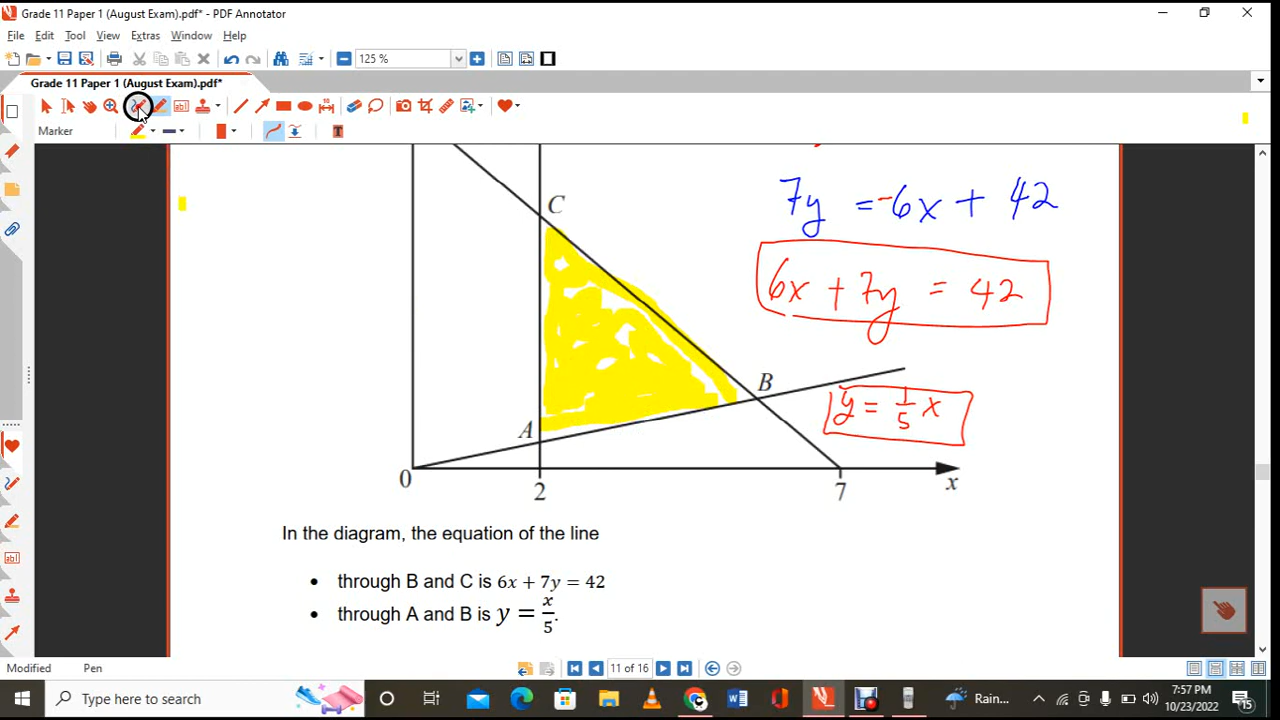 Grade 11 Paper 1 (August Exam).pdf* - PDF Annotator
File Edit Tool View Extras Window Help
125 %
Grade 11 Paper 1 (August Exam).pdf*
Marker
C
7y = -6x + 42
6x + 7y = 42
B
y = 1/5 x
A
0 2 7 x
In the diagram, the equation of the line
• through B and C is 6x + 7y = 42
• through A and B is y = x/5.
Modified Pen 11 of 16
Type here to search
Rain...
7:57 PM
10/23/2022
15